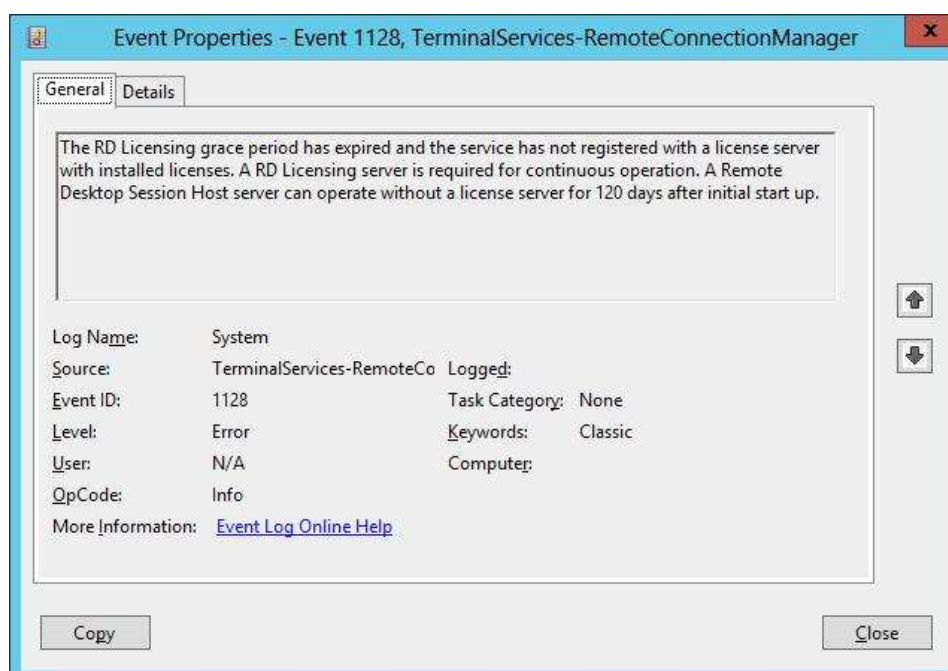 Event Properties - Event 1128, TerminalServices-RemoteConnectionManager
x
General Details
The RD Licensing grace period has expired and the service has not registered with a license server
with installed licenses. A RD Licensing server is required for continuous operation. A Remote
Desktop Session Host server can operate without a license server for 120 days after initial start up.
Log Name: System
Source: TerminalServices-RemoteCo Logged:
Event ID: 1128 Task Category: None
Level: Error Keywords: Classic
User: N/A Computer:
OpCode: Info
More Information: Event Log Online Help
Copy Close